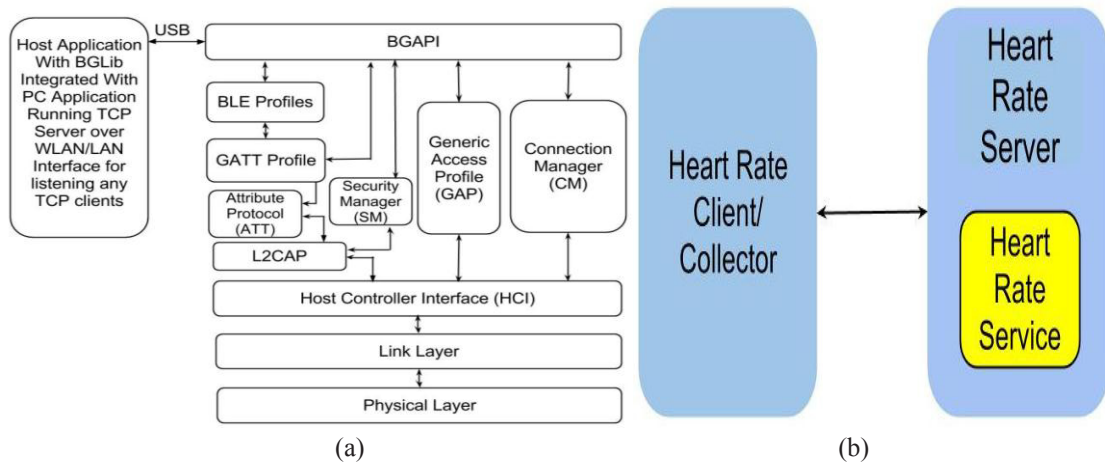 Host Application
With BGLib
Integrated With
PC Application
Running TCP
Server over
WLAN/LAN
Interface for
listening any
TCP clients
USB
BGAPI
BLE Profiles
GATT Profile
Attribute
Protocol
(ATT)
Security
Manager
(SM)
L2CAP
Generic
Access
Profile
(GAP)
Connection
Manager
(CM)
Host Controller Interface (HCI)
Link Layer
Physical Layer
(a)
Heart Rate
Client/
Collector
Heart
Rate
Server
Heart
Rate
Service
(b)